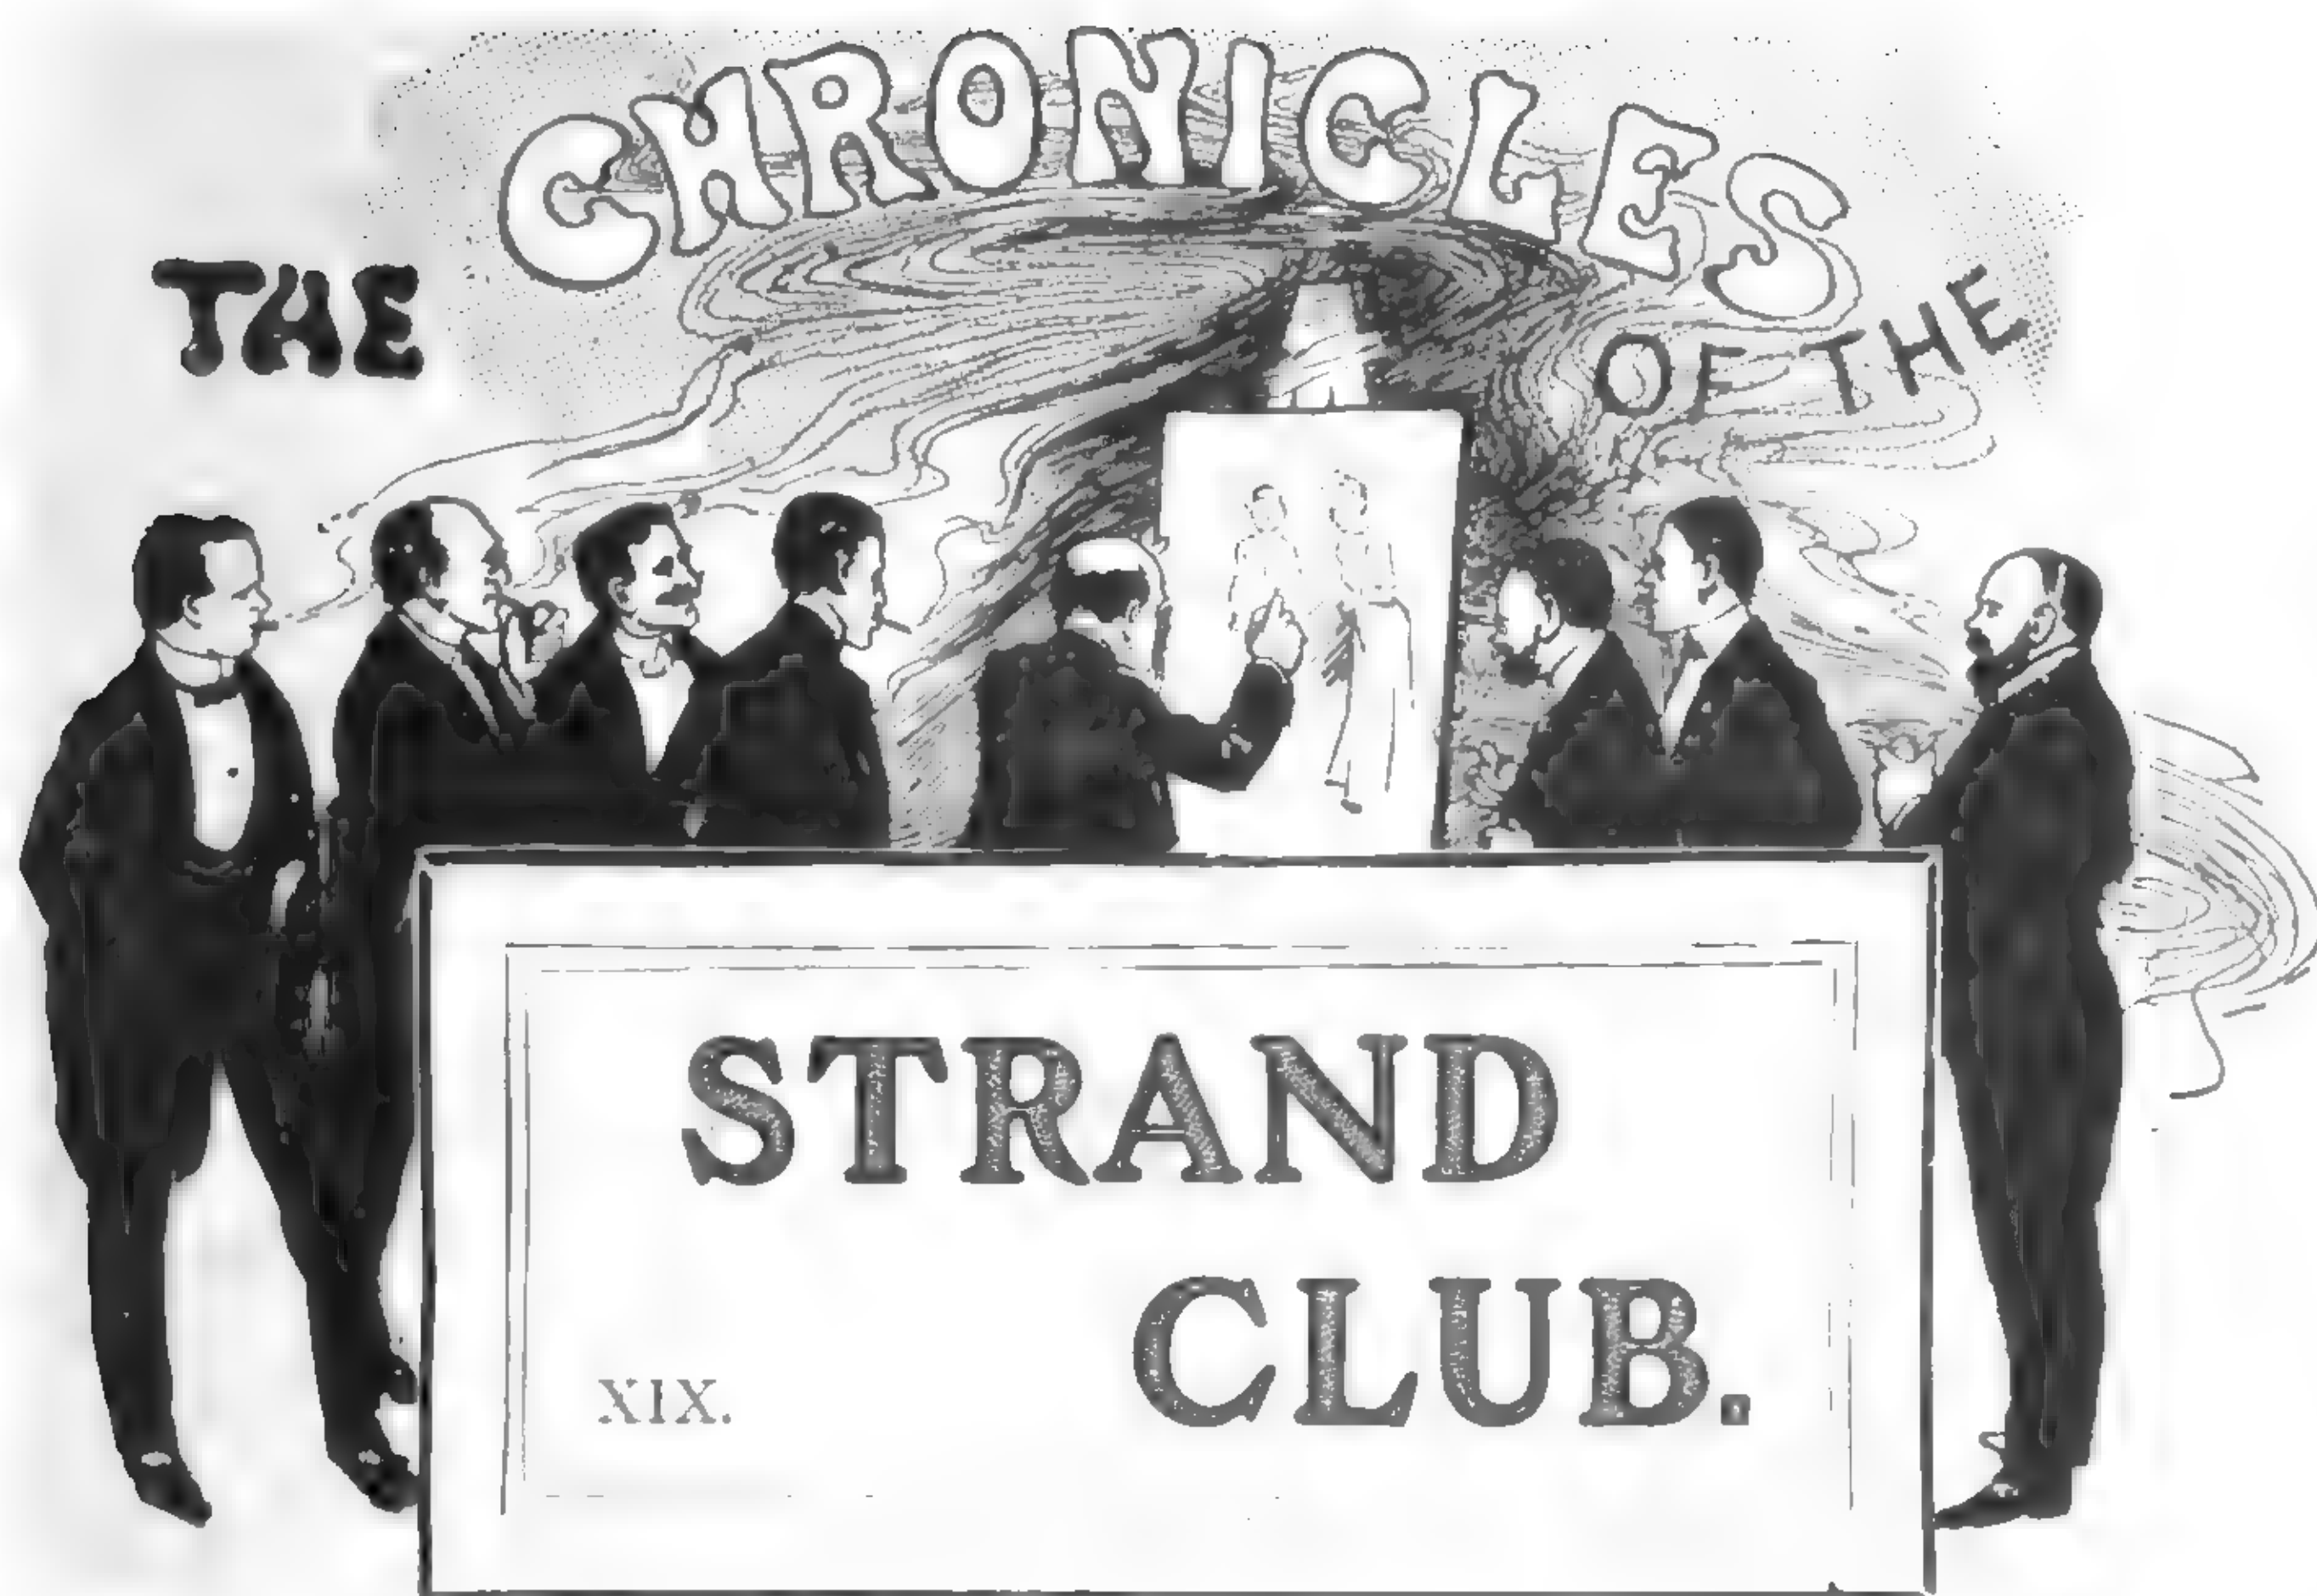 THE
CHRONICLES
OF THE
STRAND
CLUB.
XIX.